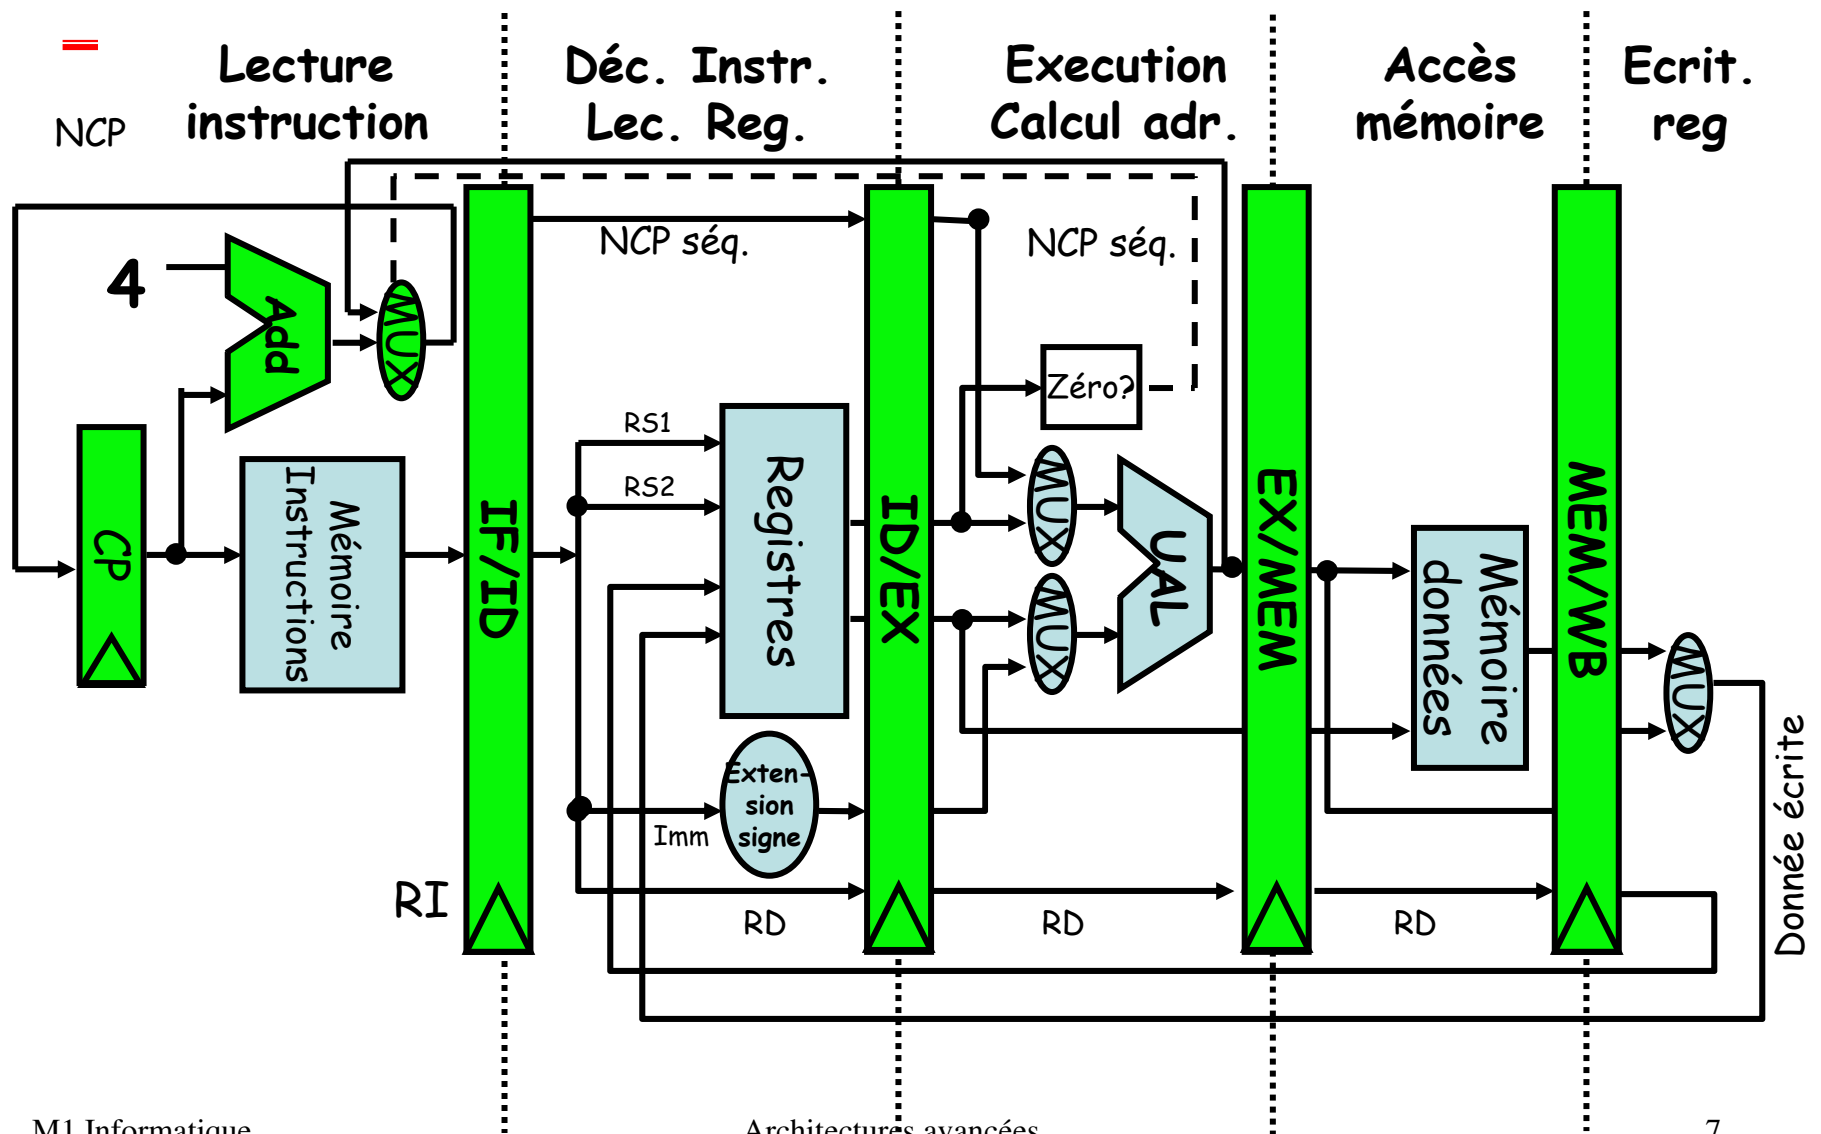 Lecture
instruction
Déc. Instr.
Lec. Reg.
Execution
Calcul adr.
Accès
mémoire
Ecrit.
reg
NCP
4
Add
MUX
NCP séq.
NCP séq.
Zéro?
CP
Mémoire
Instructions
IF/ID
RS1
RS2
Registres
ID/EX
MUX
MUX
UAL
EX/MEM
Mémoire
données
MEM/WB
MUX
Donnée écrite
Exten-
sion
signe
Imm
RI
RD
RD
RD
M1 Informatique
Architectures avancées
7